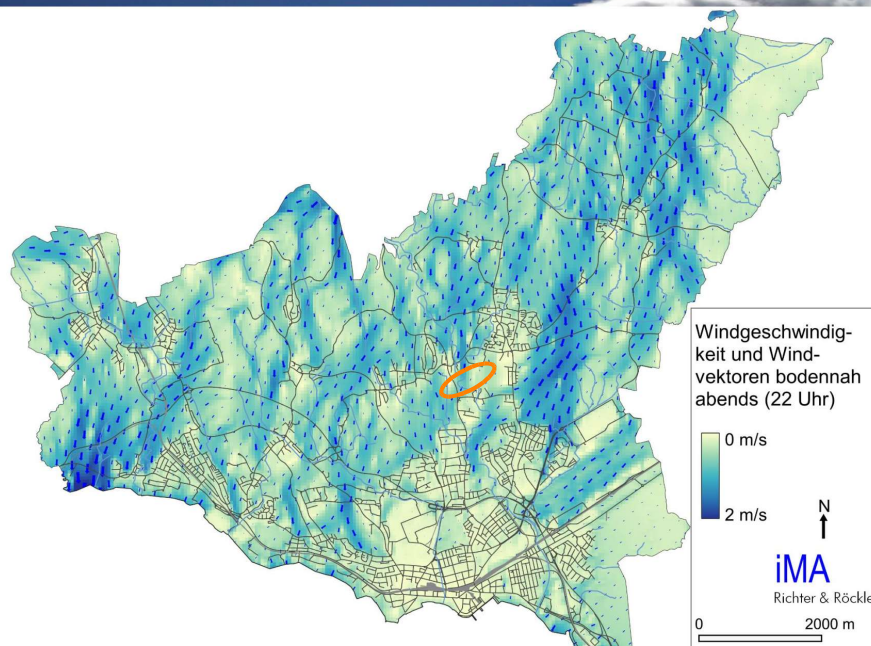 Windgeschwindig-
keit und Wind-
vektoren bodennah
abends (22 Uhr)
0 m/s
2 m/s
N
iMA
Richter & Röckle
0 2000 m